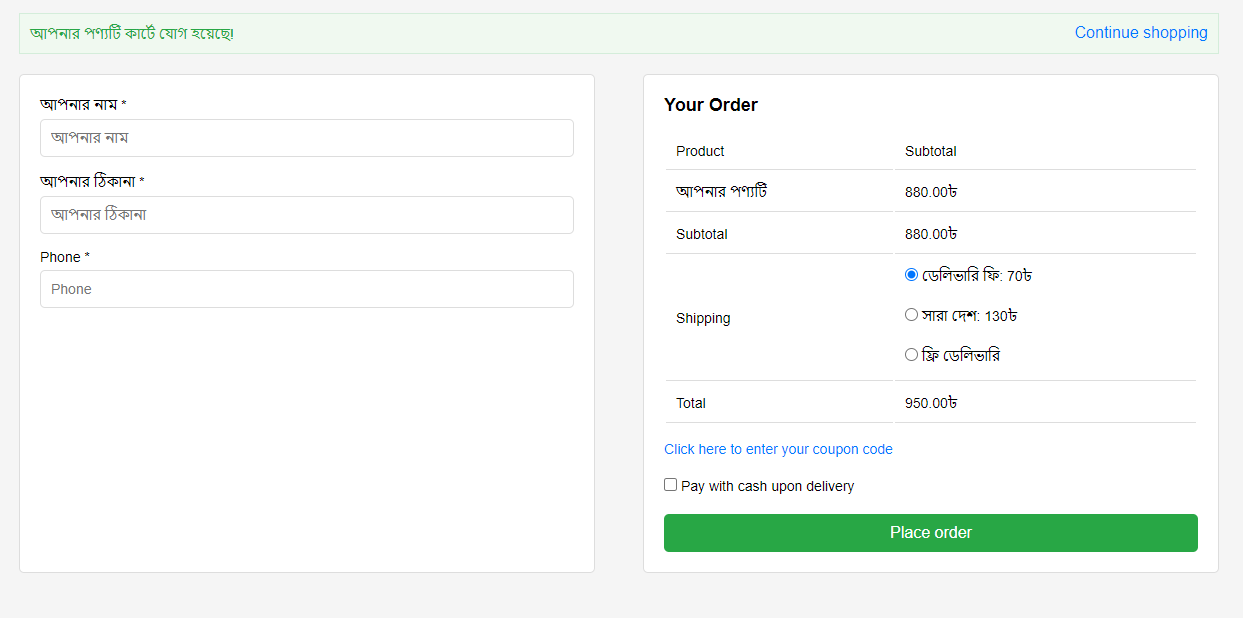 আপনার পণ্যটি কার্টে যোগ হয়েছে!
Continue shopping
আপনার নাম *
আপনার নাম
আপনার ঠিকানা *
আপনার ঠিকানা
Phone *
Phone
Your Order
Product Subtotal
আপনার পণ্যটি 880.00৳
Subtotal 880.00৳
Shipping
ডেলিভারি ফি: 70৳
সারা দেশ: 130৳
ফ্রি ডেলিভারি
Total 950.00৳
Click here to enter your coupon code
Pay with cash upon delivery
Place order